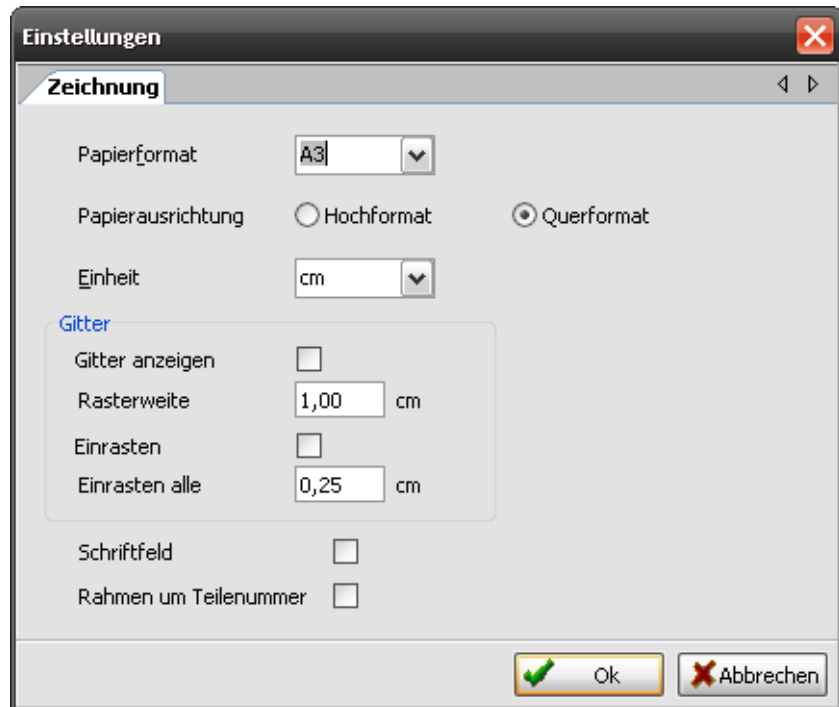 Einstellungen
Zeichnung
Papierformat A3
Papierausrichtung Hochformat Querformat
Einheit cm
Gitter
Gitter anzeigen
Rasterweite 1,00 cm
Einrasten
Einrasten alle 0,25 cm
Schriftfeld
Rahmen um Teilenummer
Ok Abbrechen